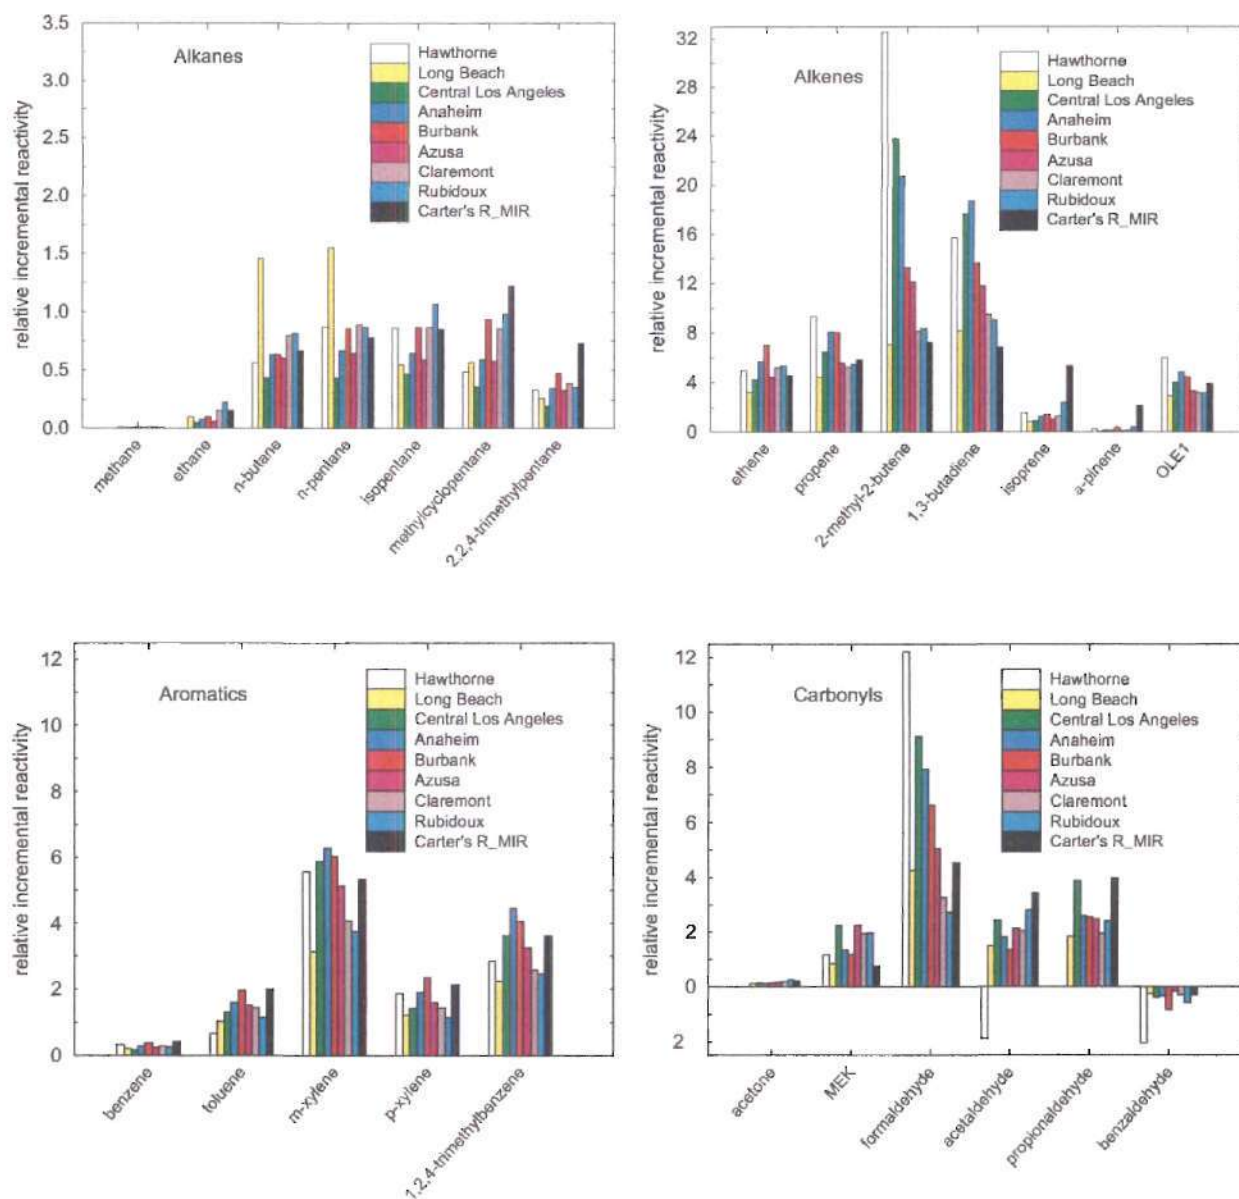 Alkanes
relative incremental reactivity
3.5
3.0
2.5
2.0
1.5
1.0
0.5
0.0
Hawthorne
Long Beach
Central Los Angeles
Anaheim
Burbank
Azusa
Claremont
Rubidoux
Carter's R_MIR
methane
ethane
n-butane
n-pentane
isopentane
methylcyclopentane
2,2,4-trimethylpentane
Alkenes
relative incremental reactivity
32
28
24
20
16
12
8
4
0
Hawthorne
Long Beach
Central Los Angeles
Anaheim
Burbank
Azusa
Claremont
Rubidoux
Carter's R_MIR
ethene
propene
2-methyl-2-butene
1,3-butadiene
isoprene
a-pinene
OLE1
Aromatics
relative incremental reactivity
12
10
8
6
4
2
0
Hawthorne
Long Beach
Central Los Angeles
Anaheim
Burbank
Azusa
Claremont
Rubidoux
Carter's R_MIR
benzene
toluene
m-xylene
p-xylene
1,2,4-trimethylbenzene
Carbonyls
relative incremental reactivity
12
10
8
6
4
2
0
2
Hawthorne
Long Beach
Central Los Angeles
Anaheim
Burbank
Azusa
Claremont
Rubidoux
Carter's R_MIR
acetone
MEK
formaldehyde
acetaldehyde
propionaldehyde
benzaldehyde